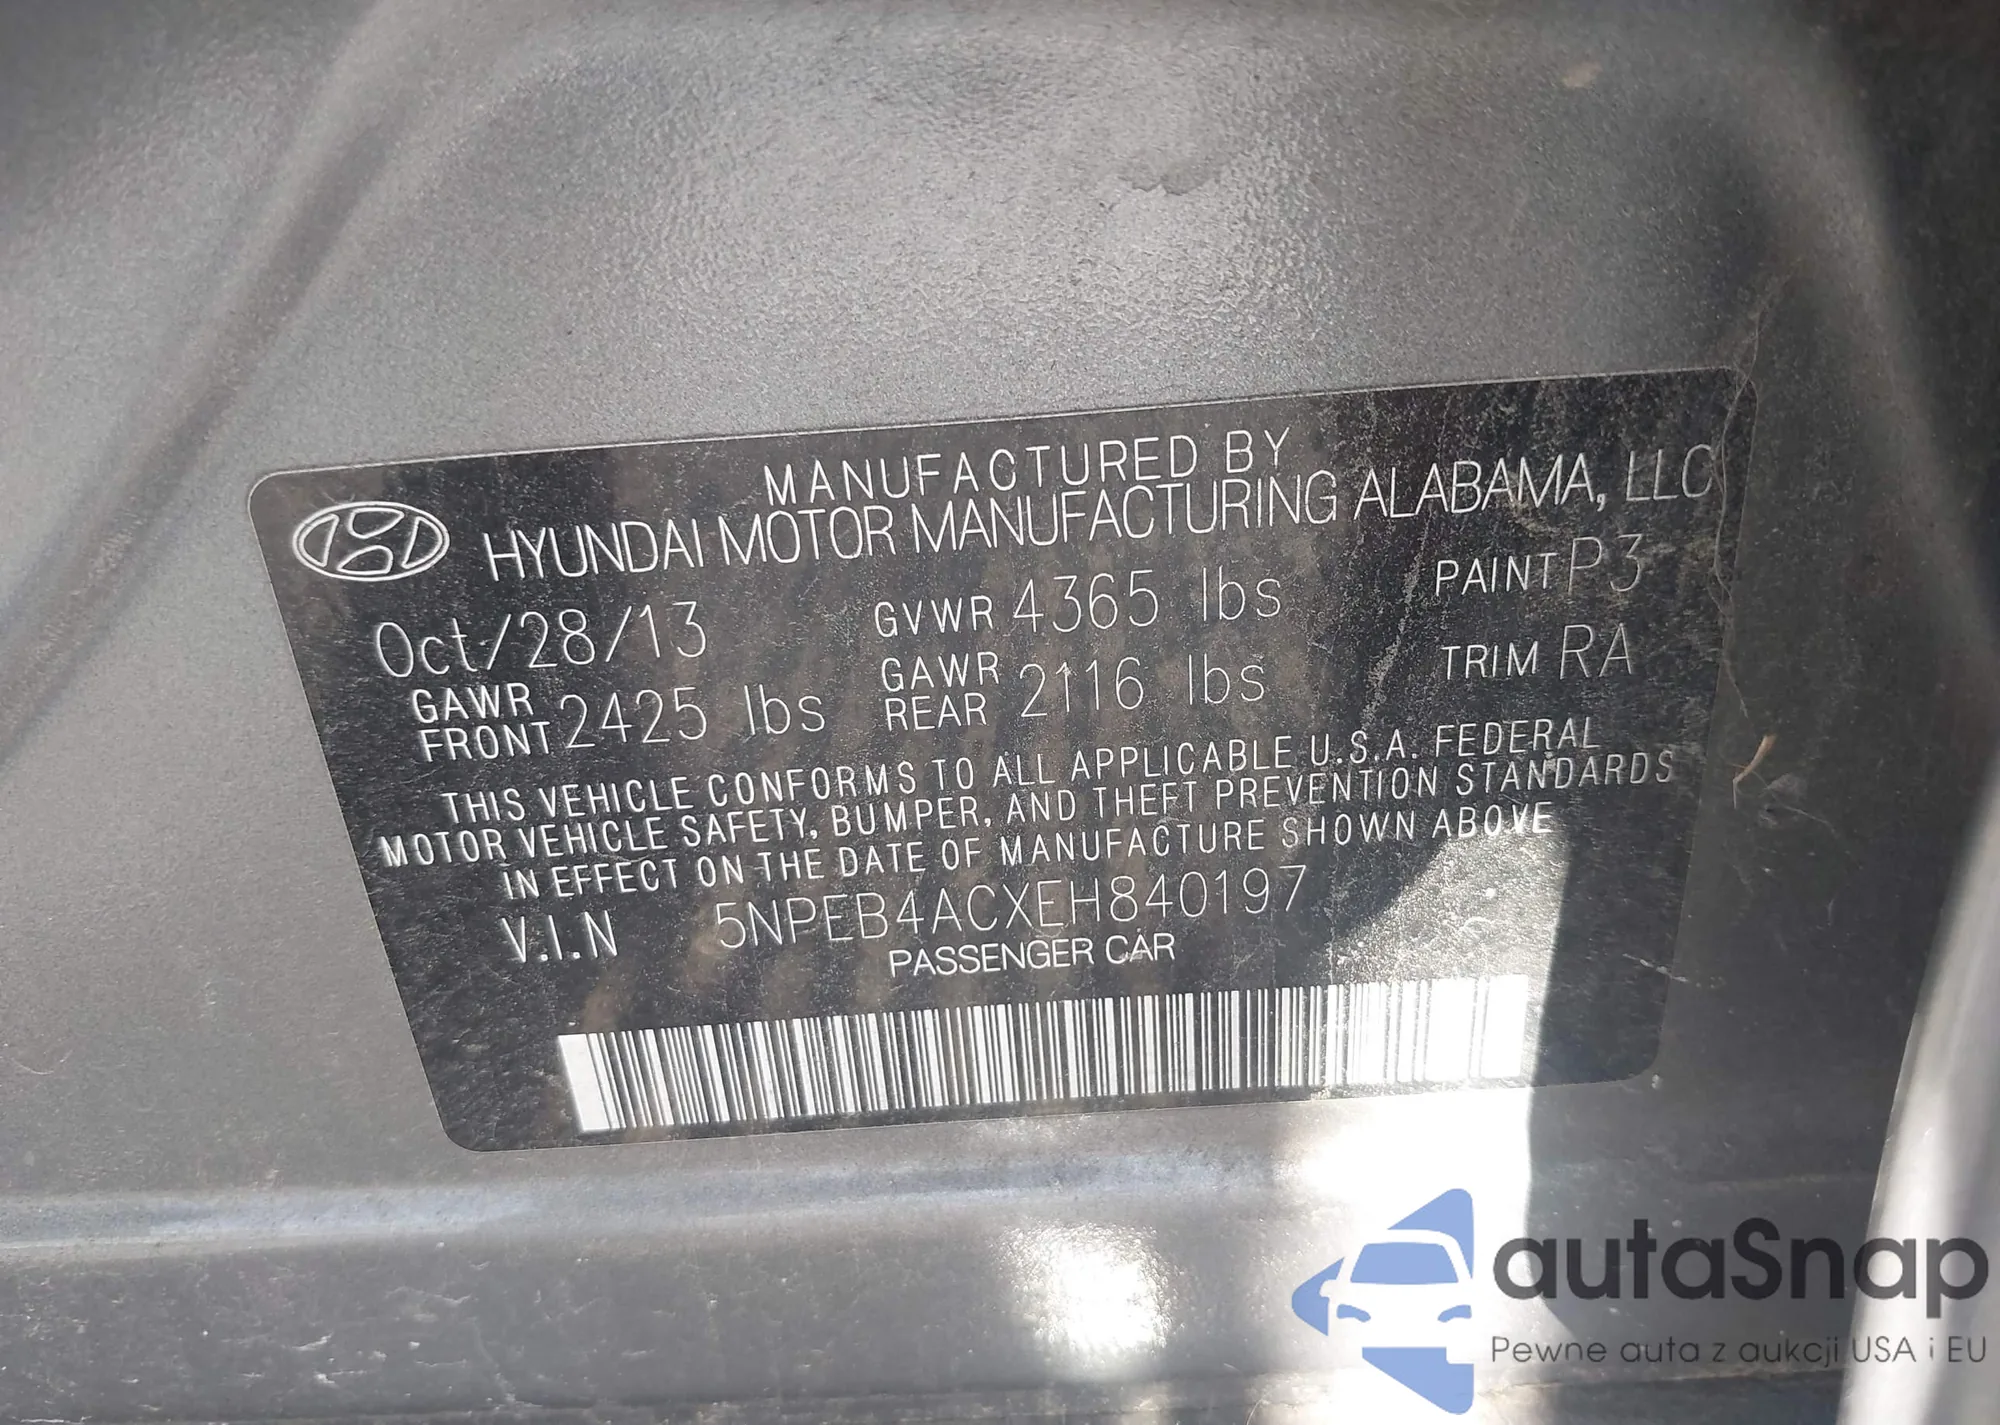 MANUFACTURED BY
HYUNDAI MOTOR MANUFACTURING ALABAMA, LLC
Oct/28/13 GVWR 4365 lbs PAINT P3
GAWR FRONT 2425 lbs GAWR REAR 2116 lbs TRIM RA
THIS VEHICLE CONFORMS TO ALL APPLICABLE U.S.A. FEDERAL
MOTOR VEHICLE SAFETY, BUMPER, AND THEFT PREVENTION STANDARDS
IN EFFECT ON THE DATE OF MANUFACTURE SHOWN ABOVE
V.I.N 5NPEB4ACXEH840197
PASSENGER CAR
autaSnap
Pewne auta z aukcji USA i EU